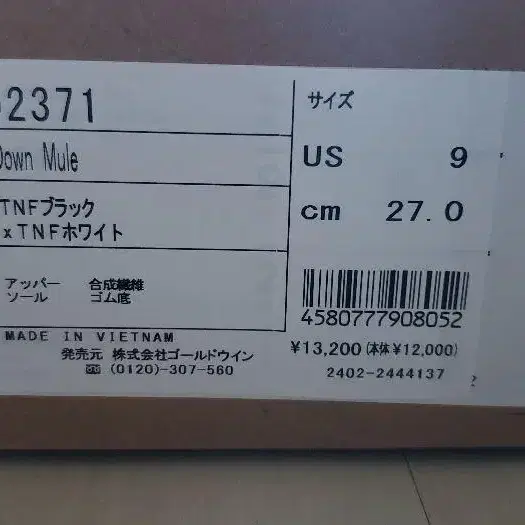 2371
Down Mule
TNFブラック
xTNFホワイト
アッパー 合成繊維
ソール ゴム底
MADE IN VIETNAM
発売元 株式会社ゴールドウイン
(0120)-307-560
サイズ
US 9
cm 27.0
4580777908052
¥13,200(本体¥12,000)
2402-2444137